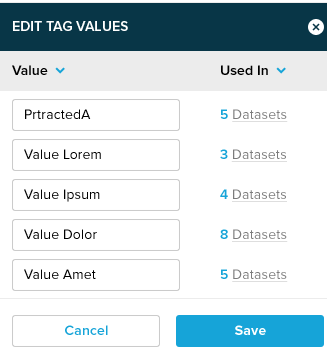 EDIT TAG VALUES
Value Used In
PrtractedA 5 Datasets
Value Lorem 3 Datasets
Value Ipsum 4 Datasets
Value Dolor 8 Datasets
Value Amet 5 Datasets
Cancel Save